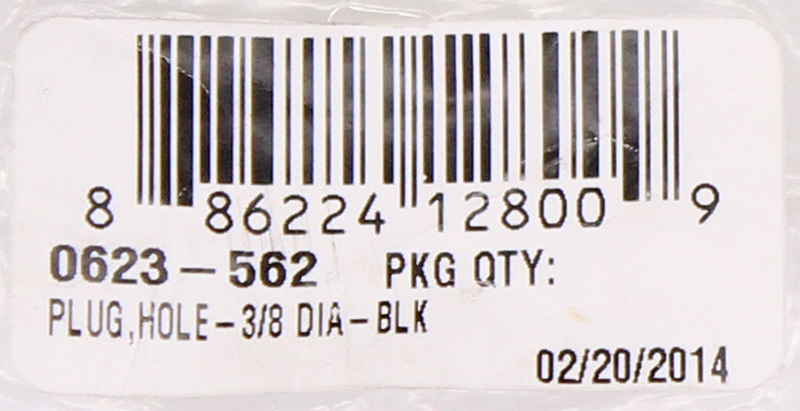 8 86224 12800 9
0623-562 PKG QTY:
PLUG,HOLE-3/8 DIA-BLK
02/20/2014